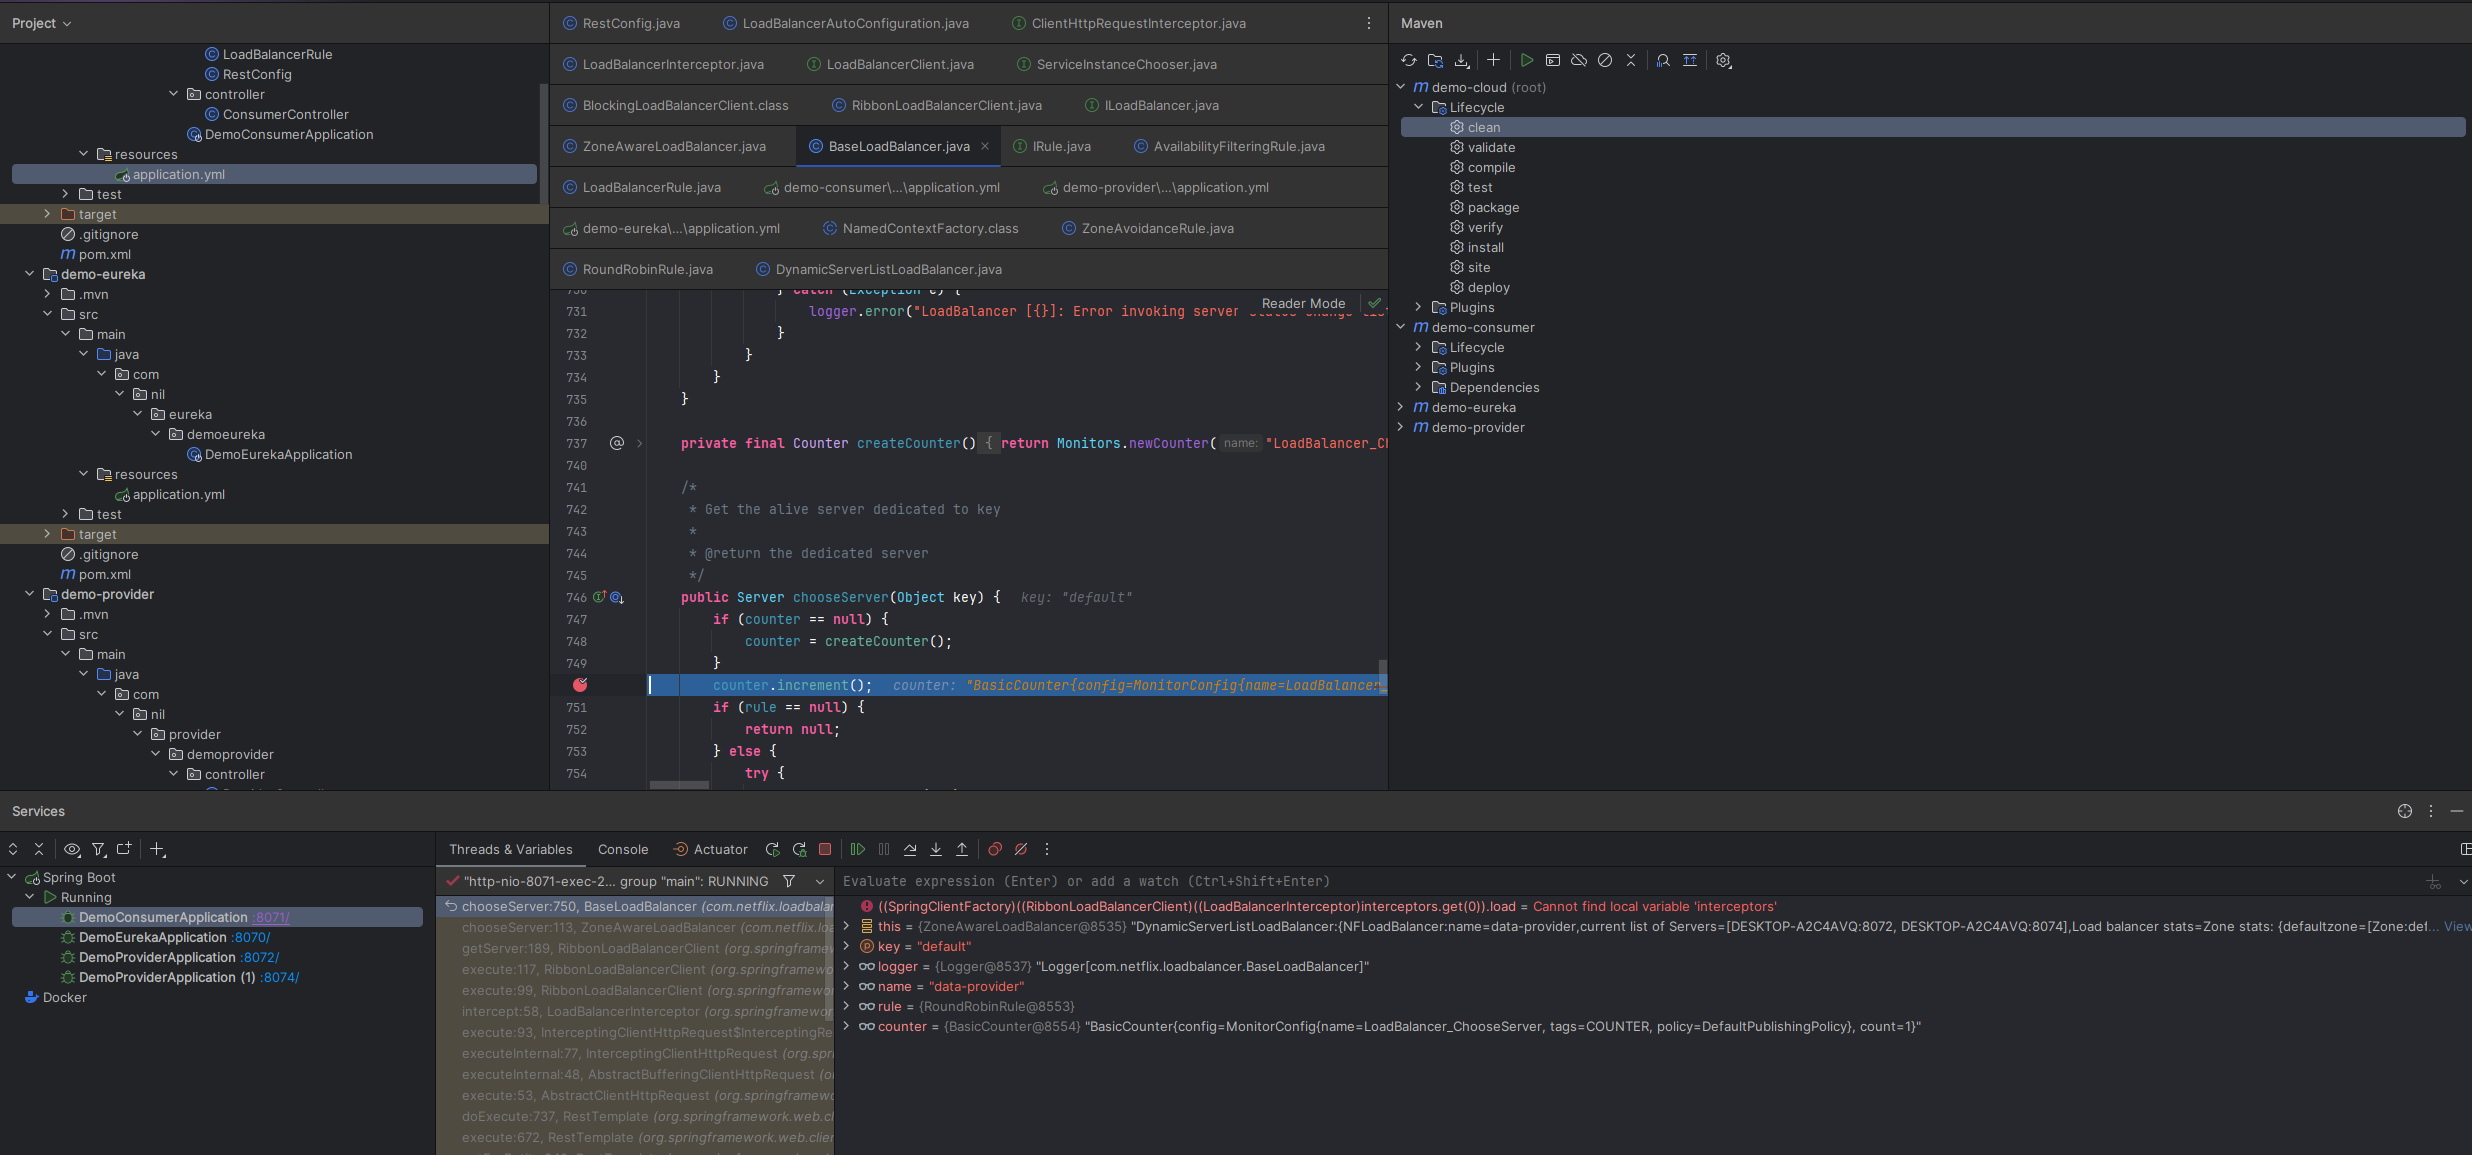 Project
LoadBalancerRule
RestConfig
controller
ConsumerController
DemoConsumerApplication
resources
application.yml
test
target
.gitignore
pom.xml
demo-eureka
.mvn
src
main
java
com
nil
eureka
demoeureka
DemoEurekaApplication
resources
application.yml
test
target
.gitignore
pom.xml
demo-provider
.mvn
src
main
java
com
nil
provider
demoprovider
controller
RestConfig.java LoadBalancerAutoConfiguration.java ClientHttpRequestInterceptor.java
LoadBalancerInterceptor.java LoadBalancerClient.java ServiceInstanceChooser.java
BlockingLoadBalancerClient.class RibbonLoadBalancerClient.java ILoadBalancer.java
ZoneAwareLoadBalancer.java BaseLoadBalancer.java IRule.java AvailabilityFilteringRule.java
LoadBalancerRule.java demo-consumer\...\application.yml demo-provider\...\application.yml
demo-eureka\...\application.yml NamedContextFactory.class ZoneAvoidanceRule.java
RoundRobinRule.java DynamicServerListLoadBalancer.java
730 } catch (Exception e) {
Reader Mode
731 logger.error("LoadBalancer [{}]: Error invoking server
732 }
733 }
734 }
735 }
736
737 private final Counter createCounter() { return Monitors.newCounter( name: "LoadBalancer_Ch
740
741 /*
742 * Get the alive server dedicated to key
743 *
744 * @return the dedicated server
745 */
746 public Server chooseServer(Object key) { key: "default"
747 if (counter == null) {
748 counter = createCounter();
749 }
counter.increment(); counter: "BasicCounter{config=MonitorConfig{name=LoadBalancer_
751 if (rule == null) {
752 return null;
753 } else {
754 try {
Maven
demo-cloud (root)
Lifecycle
clean
validate
compile
test
package
verify
install
site
deploy
Plugins
demo-consumer
Lifecycle
Plugins
Dependencies
demo-eureka
demo-provider
Services
Spring Boot
Running
DemoConsumerApplication :8071/
DemoEurekaApplication :8070/
DemoProviderApplication :8072/
DemoProviderApplication (1) :8074/
Docker
Threads & Variables Console Actuator
"http-nio-8071-exec-2... group "main": RUNNING
chooseServer:750, BaseLoadBalancer (com.netflix.loadbalan
chooseServer:113, ZoneAwareLoadBalancer (com.netflix.lo
getServer:189, RibbonLoadBalancerClient (org.springframew
execute:117, RibbonLoadBalancerClient (org.springframewo
execute:99, RibbonLoadBalancerClient (org.springframewor
intercept:58, LoadBalancerInterceptor (org.springframewor
execute:93, InterceptingClientHttpRequest$InterceptingRe
executeInternal:77, InterceptingClientHttpRequest (org.spri
executeInternal:48, AbstractBufferingClientHttpRequest (or
execute:53, AbstractClientHttpRequest (org.springframewo
doExecute:737, RestTemplate (org.springframework.web.cl
execute:672, RestTemplate (org.springframework.web.clien
Evaluate expression (Enter) or add a watch (Ctrl+Shift+Enter)
((SpringClientFactory)((RibbonLoadBalancerClient)((LoadBalancerInterceptor)interceptors.get(0)).load = Cannot find local variable 'interceptors'
this = {ZoneAwareLoadBalancer@8535} "DynamicServerListLoadBalancer:{NFLoadBalancer:name=data-provider,current list of Servers=[DESKTOP-A2C4AVQ:8072, DESKTOP-A2C4AVQ:8074],Load balancer stats=Zone stats: {defaultzone=[Zone:def... View
key = "default"
logger = {Logger@8537} "Logger[com.netflix.loadbalancer.BaseLoadBalancer]"
name = "data-provider"
rule = {RoundRobinRule@8553}
counter = {BasicCounter@8554} "BasicCounter{config=MonitorConfig{name=LoadBalancer_ChooseServer, tags=COUNTER, policy=DefaultPublishingPolicy}, count=1}"